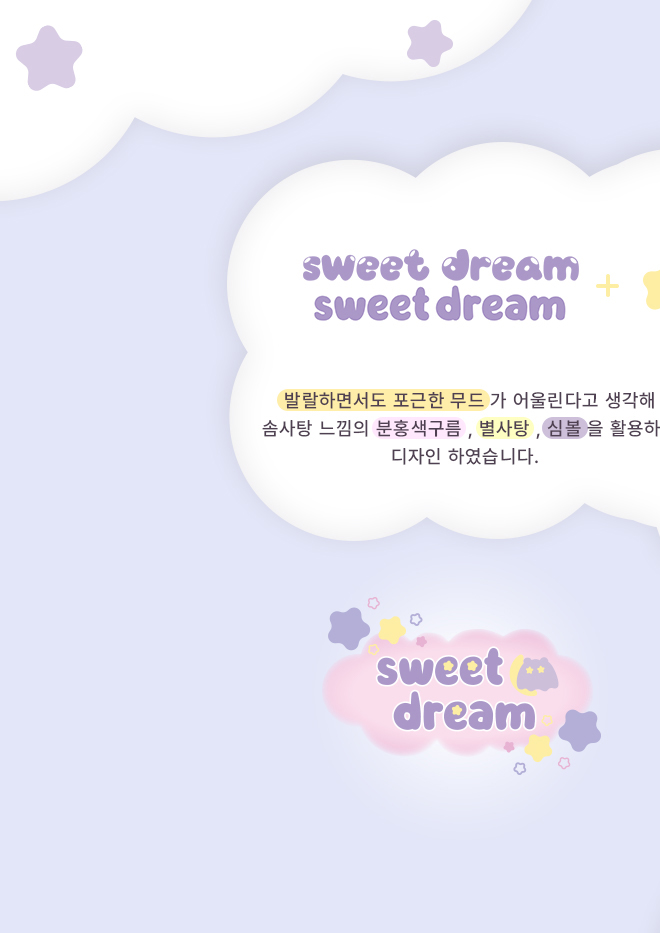 sweet dream
+
sweet dream
발랄하면서도 포근한 무드가 어울린다고 생각해
솜사탕 느낌의 분홍색구름 , 별사탕 , 심볼을 활용하
디자인 하였습니다.
sweet
dream